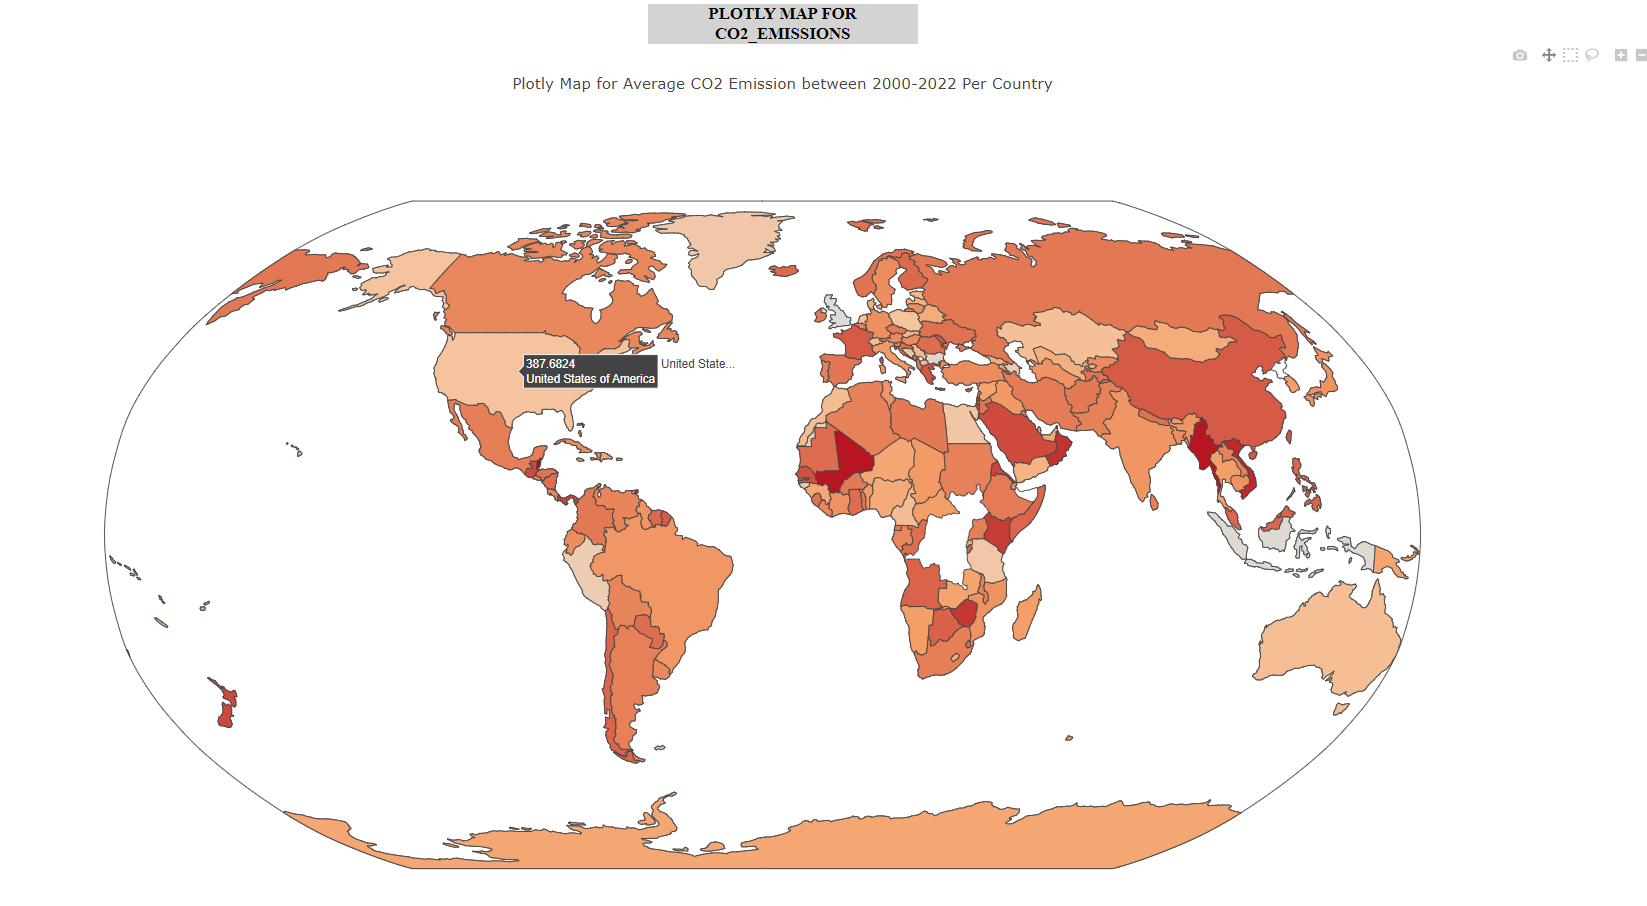 PLOTLY MAP FOR
CO2_EMISSIONS
Plotly Map for Average CO2 Emission between 2000-2022 Per Country
387.6824
United States of America
United State...